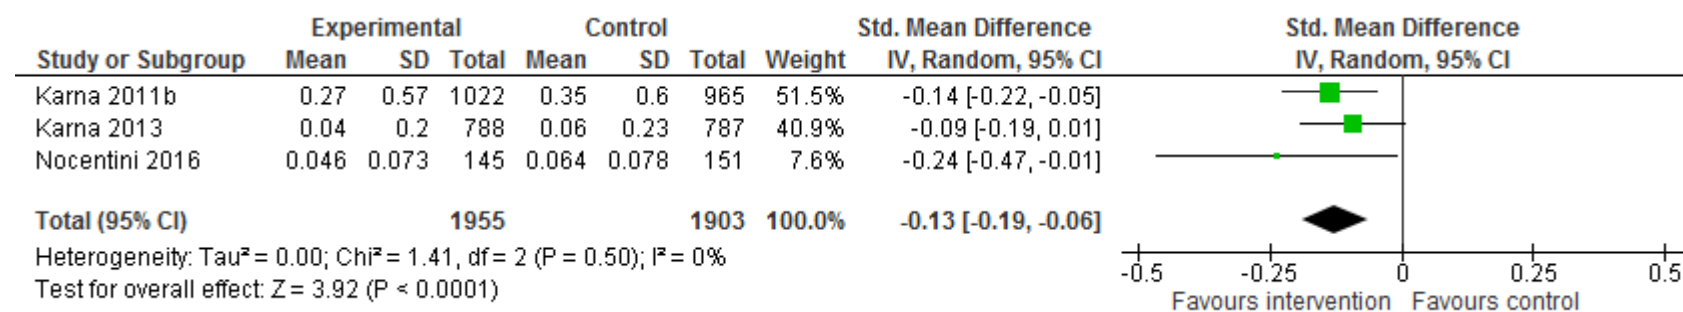 Experimental Control Std. Mean Difference Std. Mean Difference
Study or Subgroup Mean SD Total Mean SD Total Weight IV, Random, 95% CI IV, Random, 95% CI
Karna 2011b 0.27 0.57 1022 0.35 0.6 965 51.5% -0.14 [-0.22, -0.05]
Karna 2013 0.04 0.2 788 0.06 0.23 787 40.9% -0.09 [-0.19, 0.01]
Nocentini 2016 0.046 0.073 145 0.064 0.078 151 7.6% -0.24 [-0.47, -0.01]
Total (95% CI) 1955 1903 100.0% -0.13 [-0.19, -0.06]
Heterogeneity: Tau² = 0.00; Chi² = 1.41, df = 2 (P = 0.50); I² = 0%
Test for overall effect: Z = 3.92 (P < 0.0001)
-0.5 -0.25 0 0.25 0.5
Favours intervention Favours control